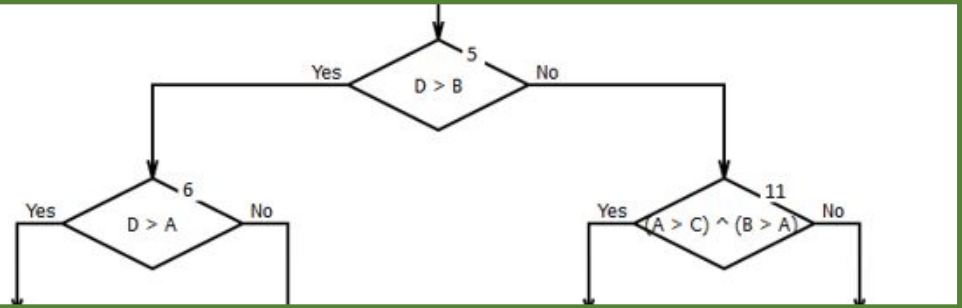 5
Yes
No
D > B
6
Yes
No
D > A
11
Yes
No
(A > C) ^ (B > A)